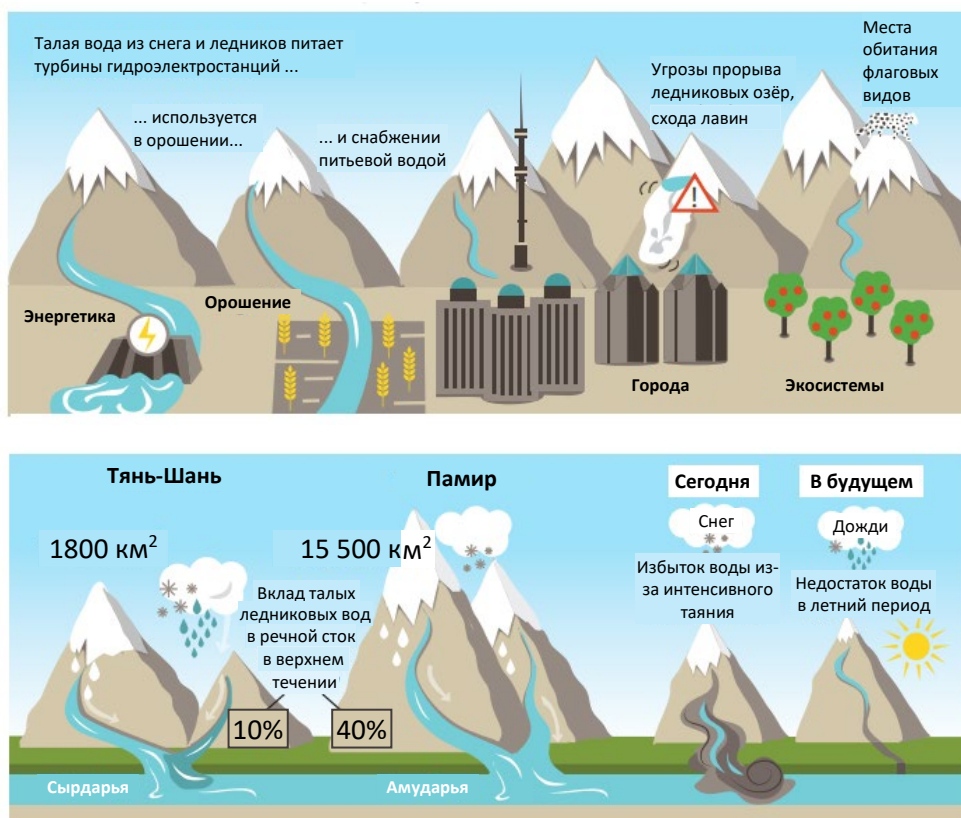 Талая вода из снега и ледников питает
турбины гидроэлектростанций ...
... используется
в орошении...
... и снабжении
питьевой водой
Угрозы прорыва
ледниковых озёр,
схода лавин
Места
обитания
флаговых
видов
Энергетика
Орошение
Города
Экосистемы
Тянь-Шань
Памир
Сегодня
В будущем
1800 км²
15 500 км²
Снег
Дожди
Вклад талых
ледниковых вод
в речной сток
в верхнем
течении
10%
40%
Избыток воды из-
за интенсивного
таяния
Недостаток воды
в летний период
Сырдарья
Амударья